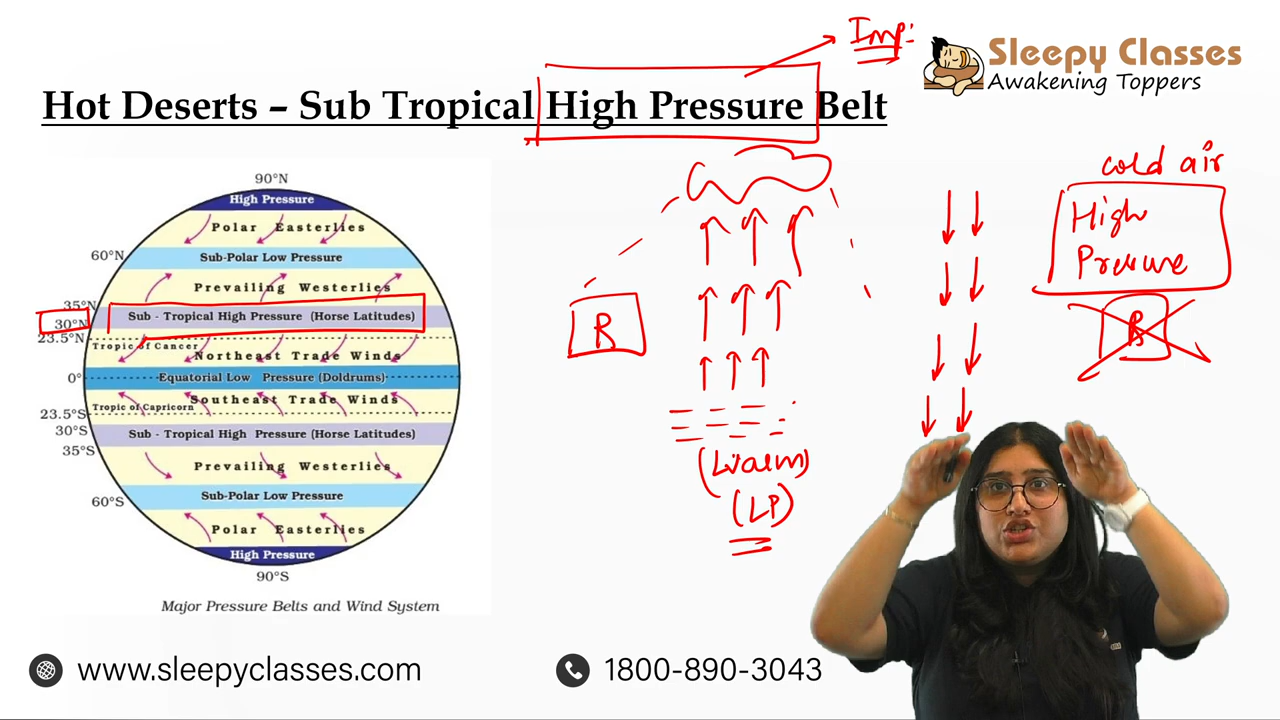 Imp:
Sleepy Classes
Awakening Toppers
Hot Deserts – Sub Tropical High Pressure Belt
90°N
High Pressure
Polar Easterlies
60°N
Sub-Polar Low Pressure
Prevailing Westerlies
35°N
Sub - Tropical High Pressure (Horse Latitudes)
30°N
23.5°N
Tropic of Cancer
Northeast Trade Winds
0°
Equatorial Low Pressure (Doldrums)
Southeast Trade Winds
Tropic of Capricorn
23.5°S
30°S
Sub - Tropical High Pressure (Horse Latitudes)
35°S
Prevailing Westerlies
60°S
Sub-Polar Low Pressure
Polar Easterlies
High Pressure
90°S
Major Pressure Belts and Wind System
R
(Warm)
(LP)
cold air
High
Pressure
R
www.sleepyclasses.com
1800-890-3043